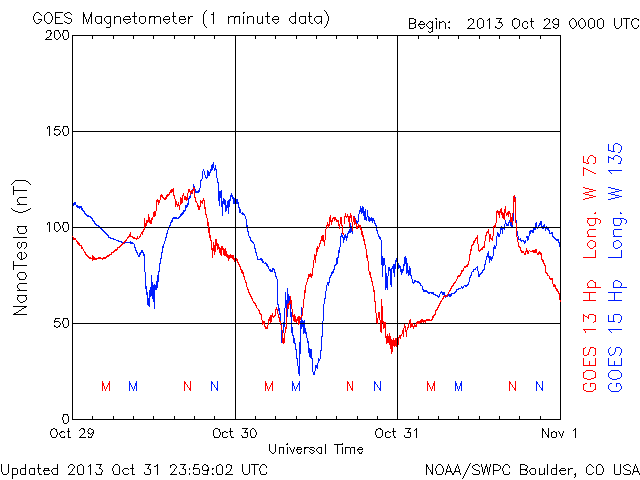 GOES Magnetometer (1 minute data)
Begin: 2013 Oct 29 0000 UTC
200
150
100
50
0
NanoTesla (nT)
M M N N M M N N M M N N
Oct 29 Oct 30 Oct 31 Nov 1
Universal Time
GOES 13 Hp Long. W 75
GOES 15 Hp Long. W 135
Updated 2013 Oct 31 23:59:02 UTC
NOAA/SWPC Boulder, CO USA